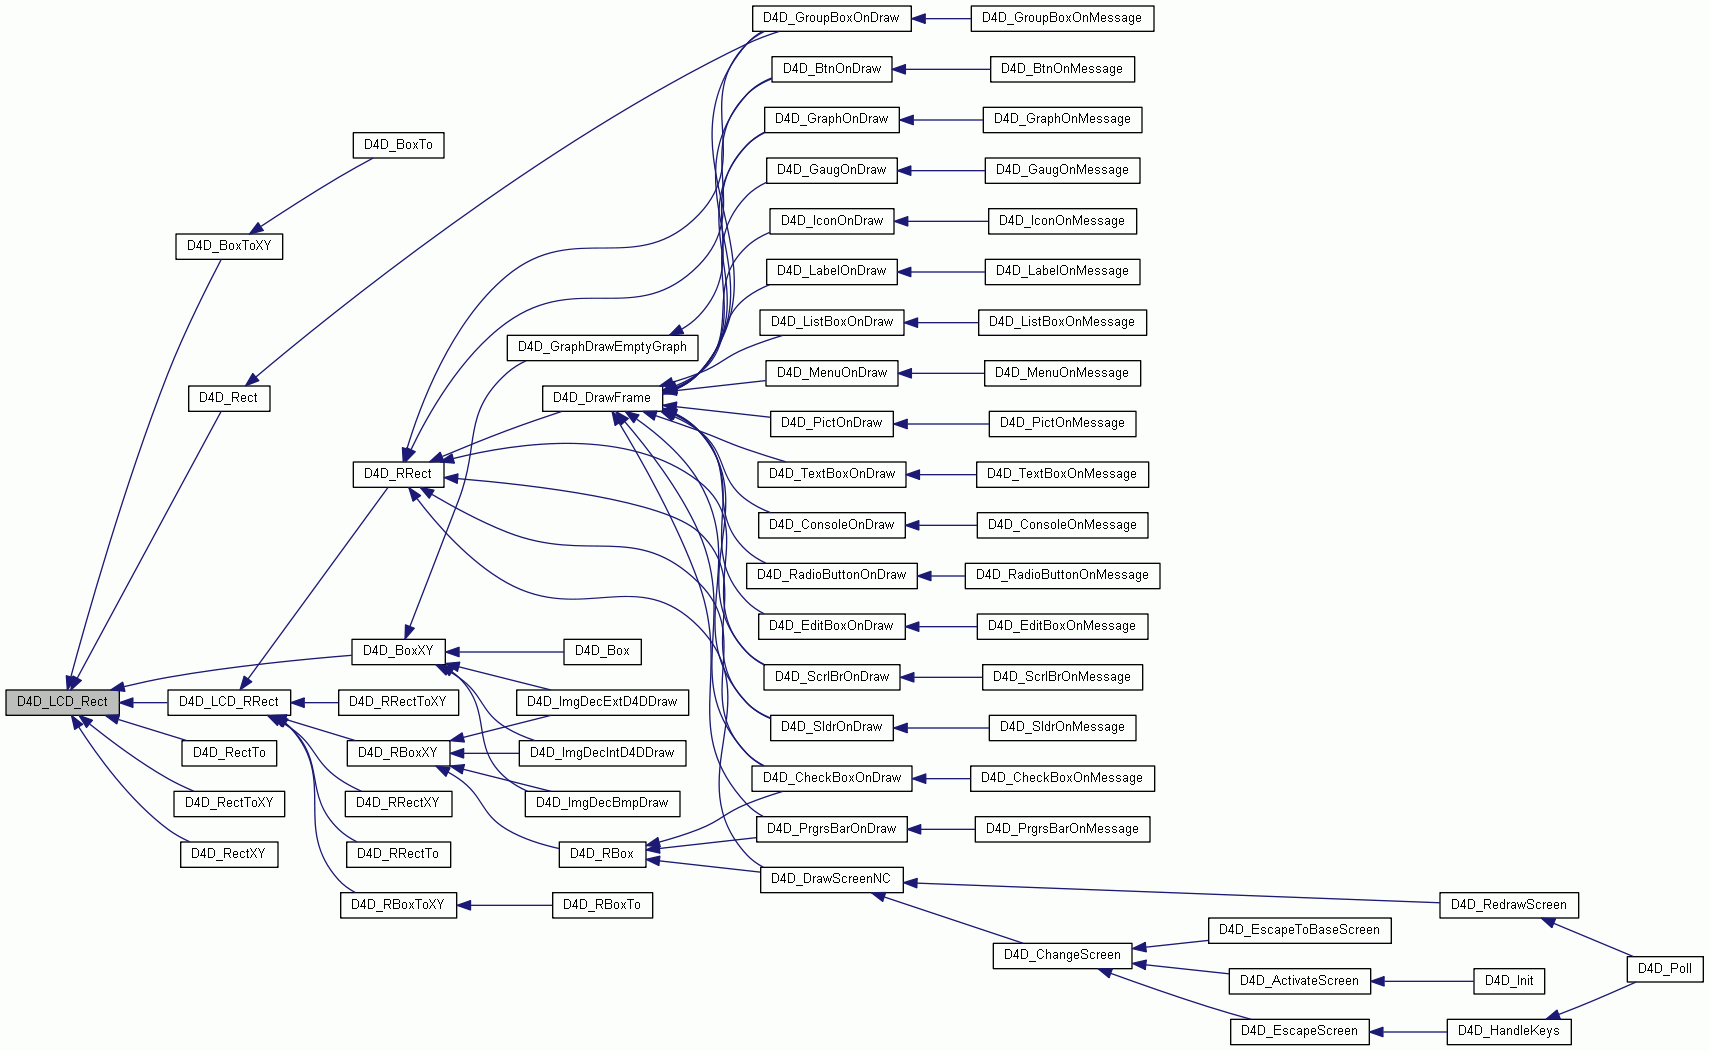 D4D_LCD_Rect
D4D_BoxToXY
D4D_BoxTo
D4D_Rect
D4D_BoxXY
D4D_LCD_RRect
D4D_RectTo
D4D_RectToXY
D4D_RectXY
D4D_RRect
D4D_RRectToXY
D4D_RBoxXY
D4D_RRectXY
D4D_RRectTo
D4D_RBoxToXY
D4D_GraphDrawEmptyGraph
D4D_DrawFrame
D4D_Box
D4D_ImgDecExtD4DDraw
D4D_ImgDecIntD4DDraw
D4D_ImgDecBmpDraw
D4D_RBox
D4D_RBoxTo
D4D_GroupBoxOnDraw
D4D_GroupBoxOnMessage
D4D_BtnOnDraw
D4D_BtnOnMessage
D4D_GraphOnDraw
D4D_GraphOnMessage
D4D_GaugOnDraw
D4D_GaugOnMessage
D4D_IconOnDraw
D4D_IconOnMessage
D4D_LabelOnDraw
D4D_LabelOnMessage
D4D_ListBoxOnDraw
D4D_ListBoxOnMessage
D4D_MenuOnDraw
D4D_MenuOnMessage
D4D_PictOnDraw
D4D_PictOnMessage
D4D_TextBoxOnDraw
D4D_TextBoxOnMessage
D4D_ConsoleOnDraw
D4D_ConsoleOnMessage
D4D_RadioButtonOnDraw
D4D_RadioButtonOnMessage
D4D_EditBoxOnDraw
D4D_EditBoxOnMessage
D4D_ScrlBrOnDraw
D4D_ScrlBrOnMessage
D4D_SldrOnDraw
D4D_SldrOnMessage
D4D_CheckBoxOnDraw
D4D_CheckBoxOnMessage
D4D_PrgrsBarOnDraw
D4D_PrgrsBarOnMessage
D4D_DrawScreenNC
D4D_RedrawScreen
D4D_ChangeScreen
D4D_EscapeToBaseScreen
D4D_ActivateScreen
D4D_Init
D4D_EscapeScreen
D4D_HandleKeys
D4D_Poll